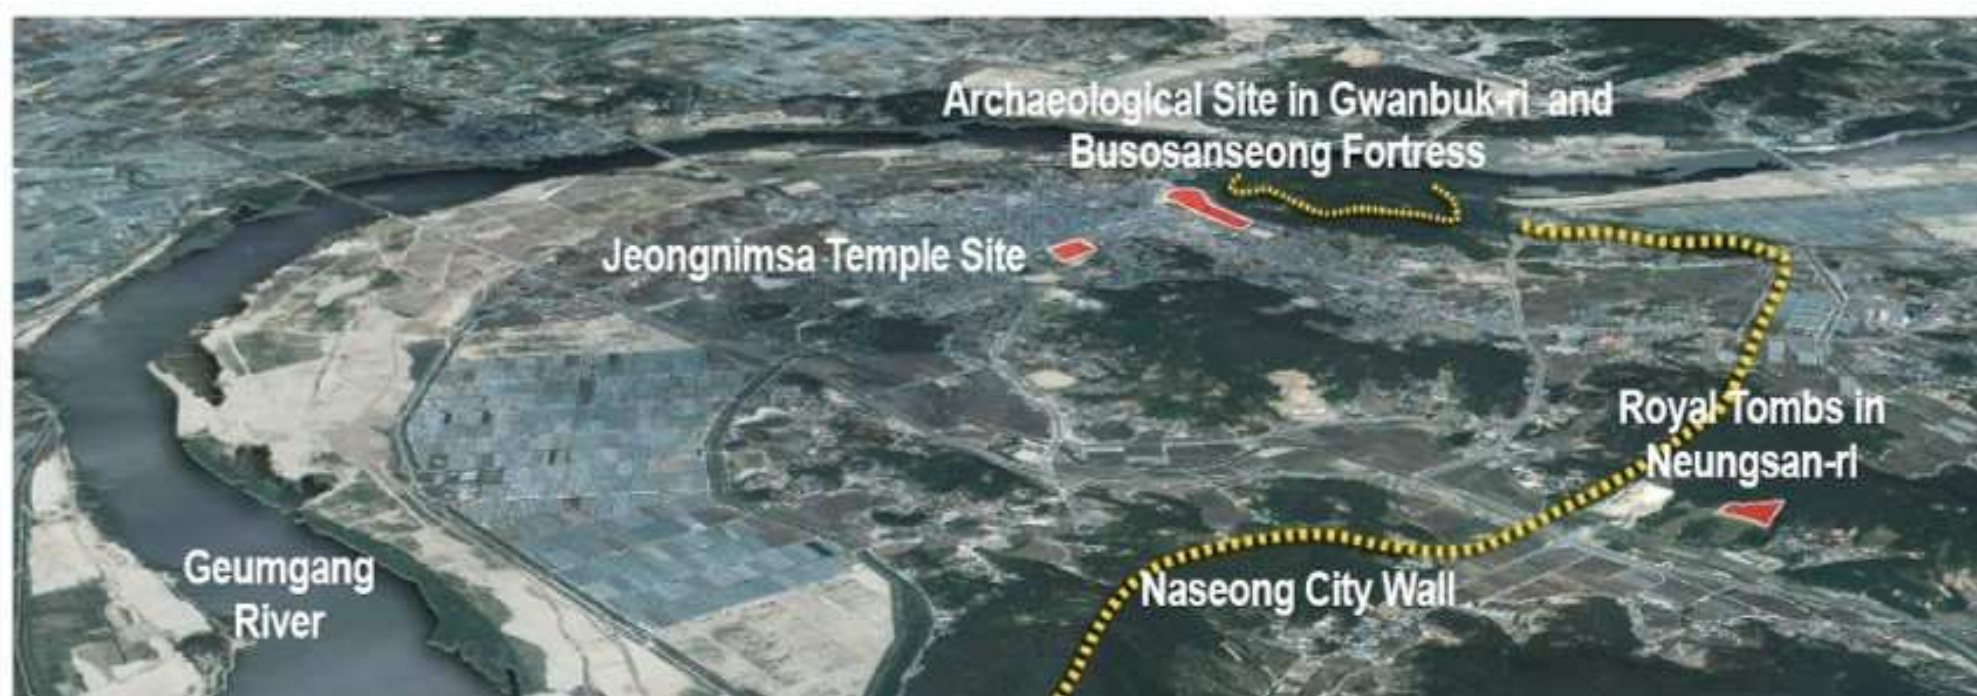 Archaeological Site in Gwanbuk-ri and
Busosanseong Fortress
Jeongnimsa Temple Site
Royal Tombs in
Neungsan-ri
Geumgang
River
Naseong City Wall